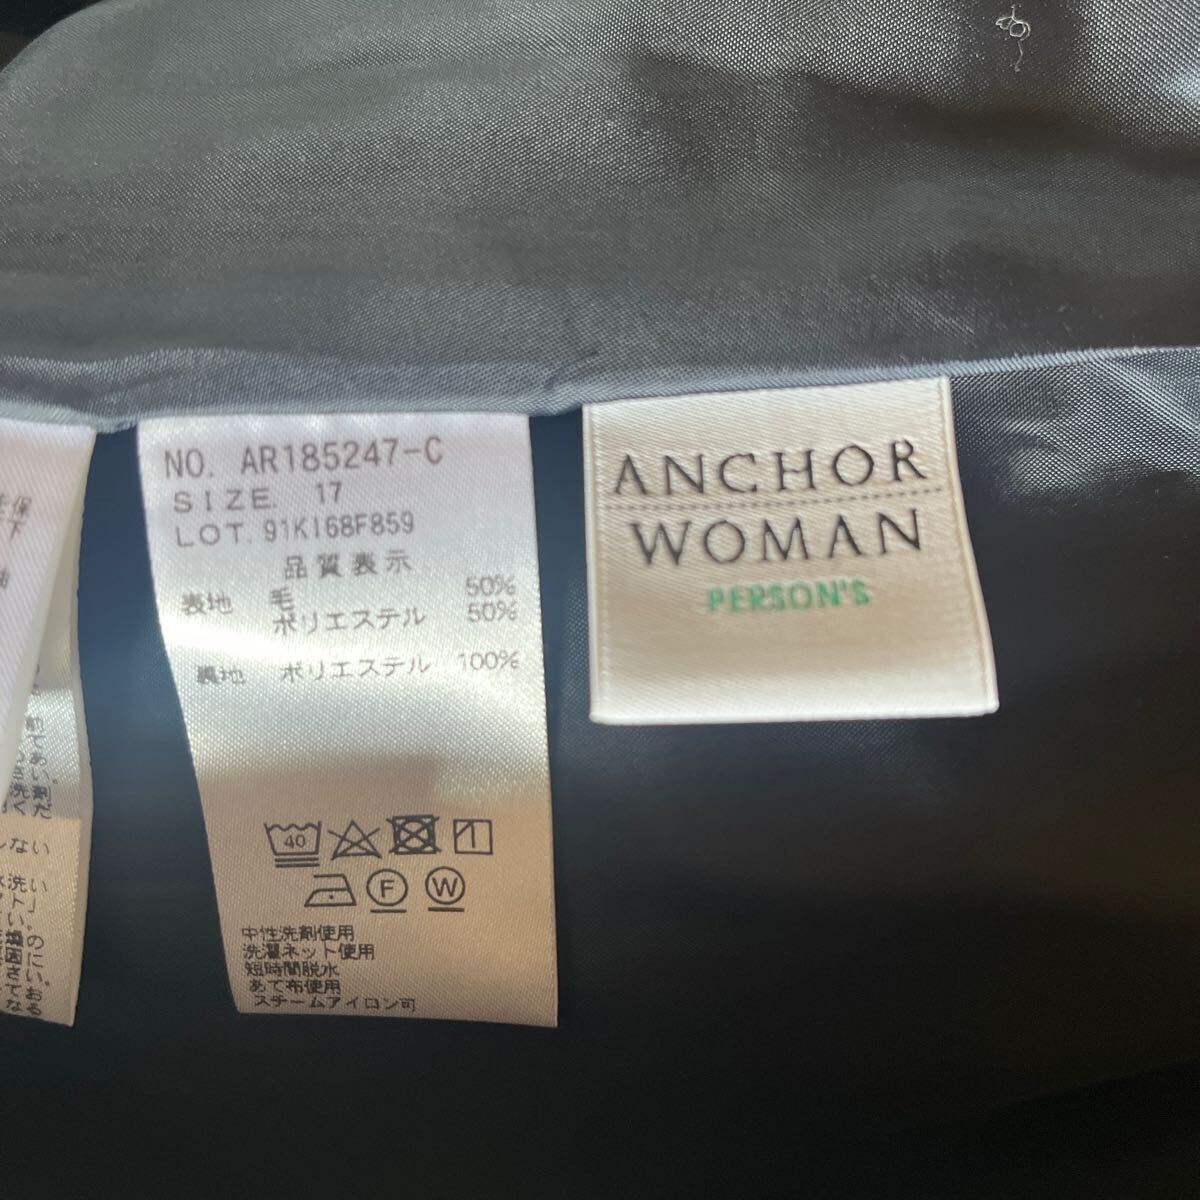 NO. AR185247-C
SIZE 17
LOT. 91KI68F859
品質表示
表地 毛 50%
ポリエステル 50%
裏地 ポリエステル 100%
40
F W
中性洗剤使用
洗濯ネット使用
短時間脱水
あて布使用
スチームアイロン可
ANCHOR
WOMAN
PERSON'S